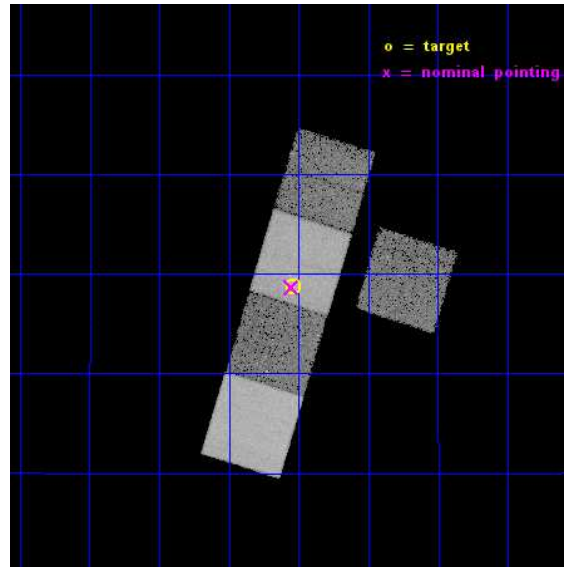 o = target
x = nominal pointing